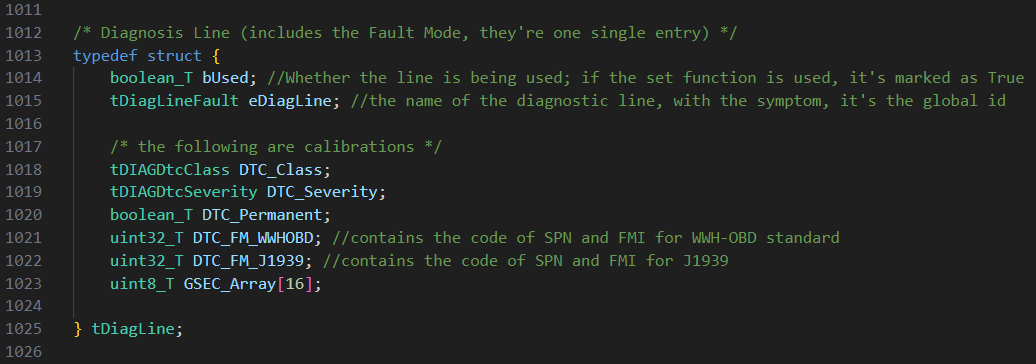 1011
1012 /* Diagnosis Line (includes the Fault Mode, they're one single entry) */
1013 typedef struct {
1014 boolean_T bUsed; //Whether the line is being used; if the set function is used, it's marked as True
1015 tDiagLineFault eDiagLine; //the name of the diagnostic line, with the symptom, it's the global id
1016
1017 /* the following are calibrations */
1018 tDIAGDtcClass DTC_Class;
1019 tDIAGDtcSeverity DTC_Severity;
1020 boolean_T DTC_Permanent;
1021 uint32_T DTC_FM_WWHOBD; //contains the code of SPN and FMI for WWH-OBD standard
1022 uint32_T DTC_FM_J1939; //contains the code of SPN and FMI for J1939
1023 uint8_T GSEC_Array[16];
1024
1025 } tDiagLine;
1026